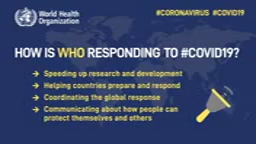 World Health
Organization
#CORONAVIRUS #COVID19
HOW IS WHO RESPONDING TO #COVID19?
→ Speeding up research and development
→ Helping countries prepare and respond
→ Coordinating the global response
→ Communicating about how people can
protect themselves and others